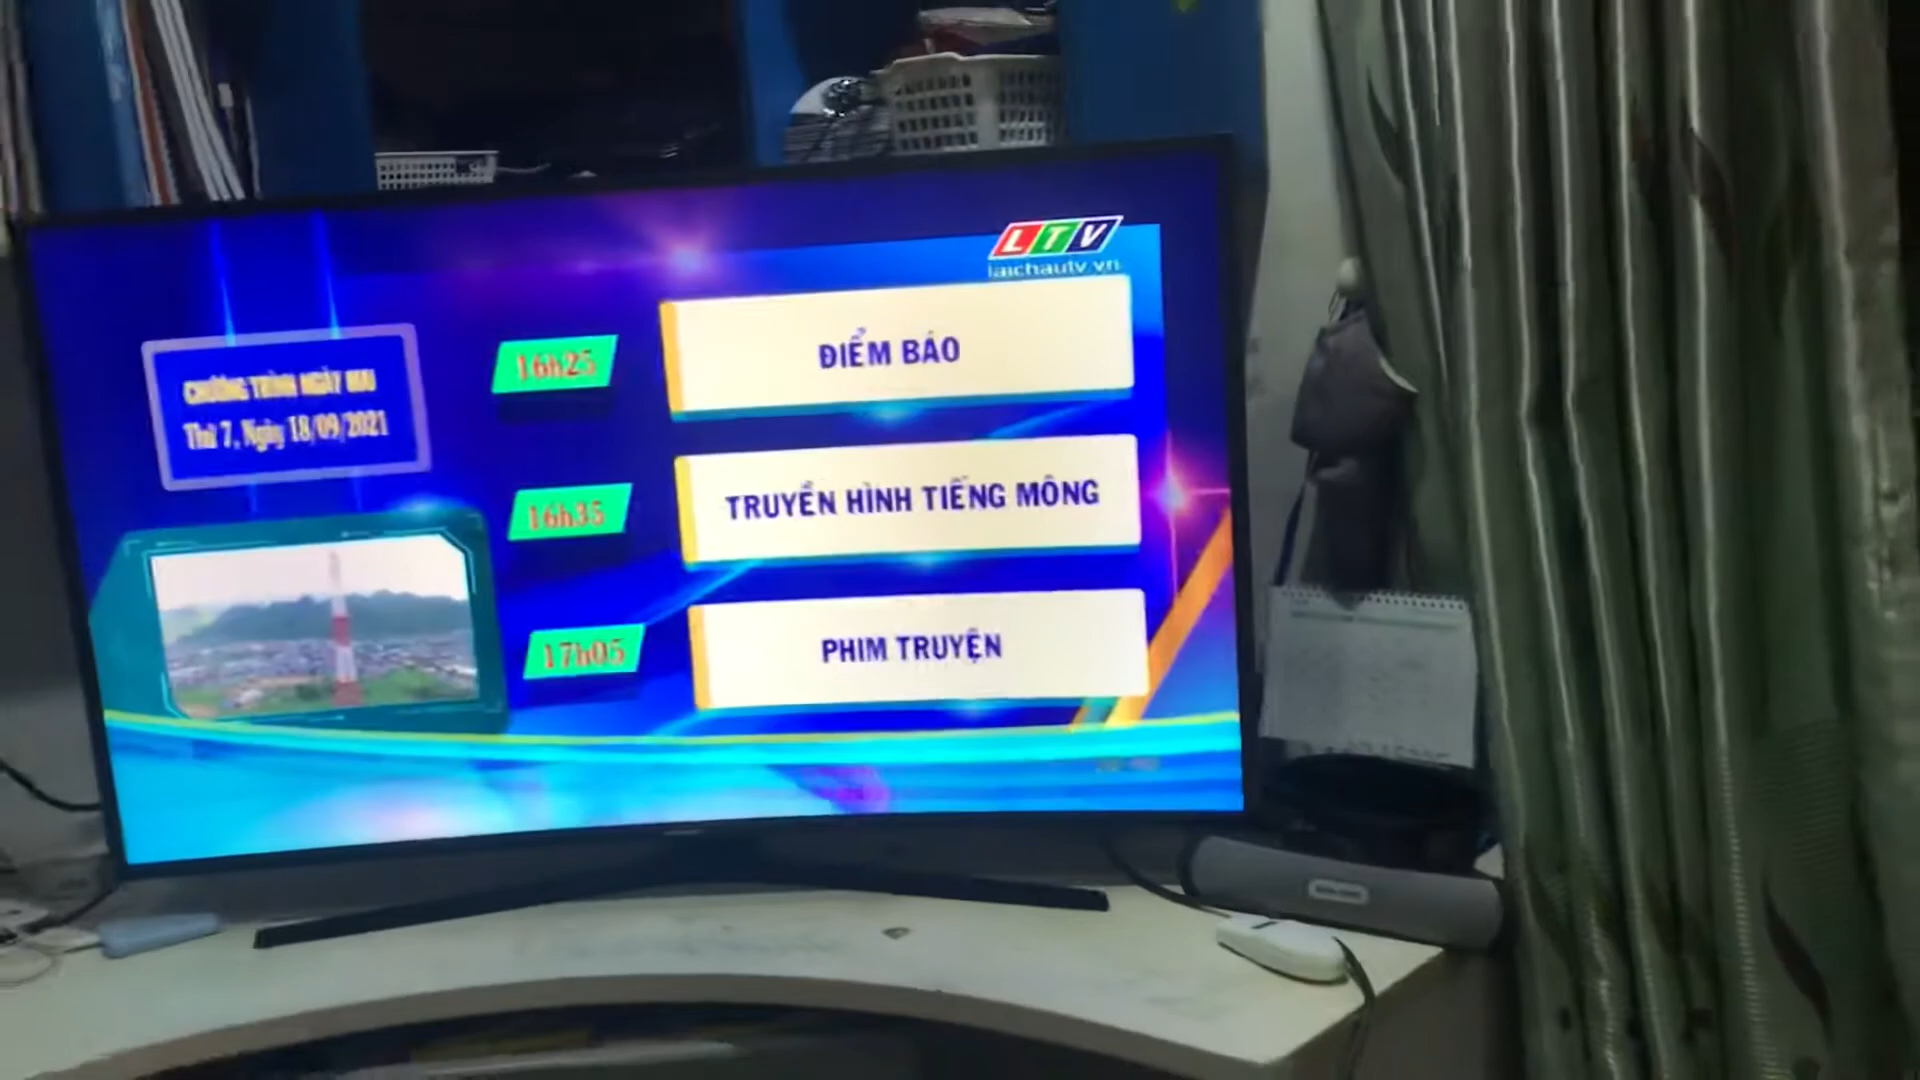 LTV
laichautv.vn
CHƯƠNG TRÌNH NGÀY MAI
Thứ 7, Ngày 18/09/2021
16h25
ĐIỂM BÁO
16h35
TRUYỀN HÌNH TIẾNG MÔNG
17h05
PHIM TRUYỆN